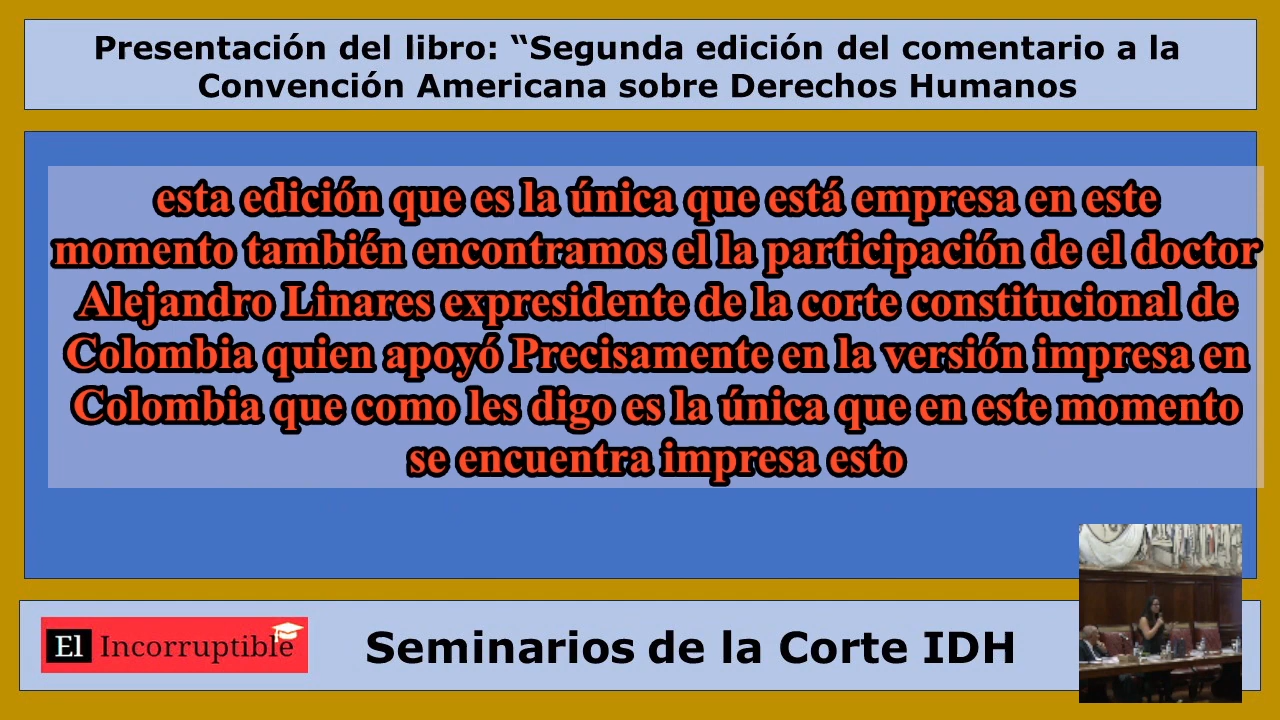 Presentación del libro: “Segunda edición del comentario a la
Convención Americana sobre Derechos Humanos
esta edición que es la única que está empresa en este
momento también encontramos el la participación de el doctor
Alejandro Linares expresidente de la corte constitucional de
Colombia quien apoyó Precisamente en la versión impresa en
Colombia que como les digo es la única que en este momento
se encuentra impresa esto
El Incorruptible
Seminarios de la Corte IDH